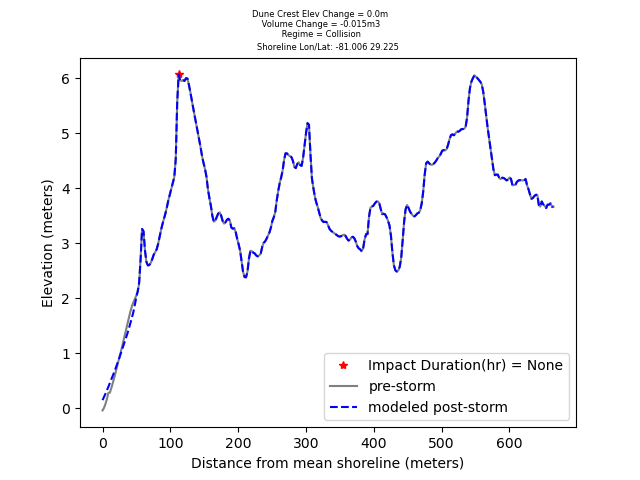 Dune Crest Elev Change = 0.0m
Volume Change = -0.015m3
Regime = Collision
Shoreline Lon/Lat: -81.006 29.225
6
5
4
3
2
1
0
Elevation (meters)
Impact Duration(hr) = None
pre-storm
modeled post-storm
0 100 200 300 400 500 600
Distance from mean shoreline (meters)